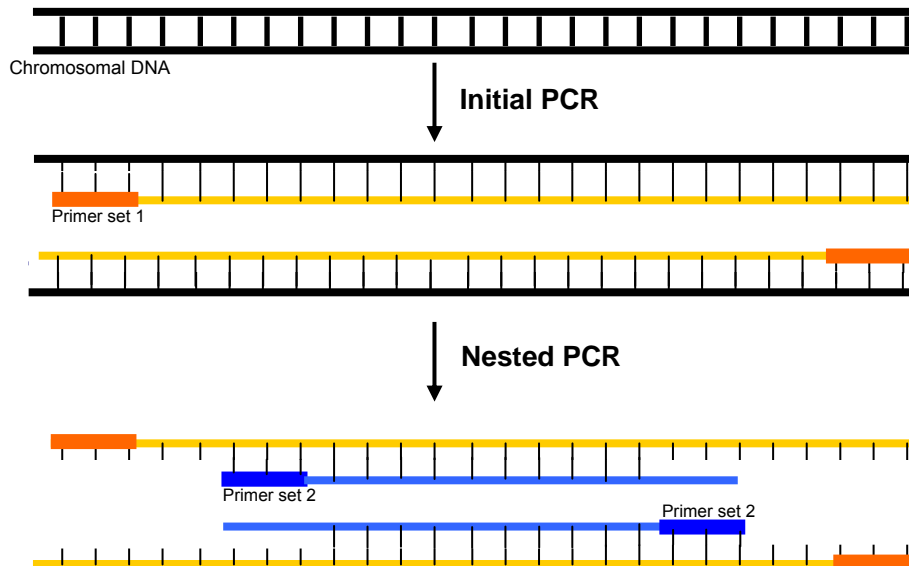 Chromosomal DNA
Initial PCR
Primer set 1
Nested PCR
Primer set 2
Primer set 2